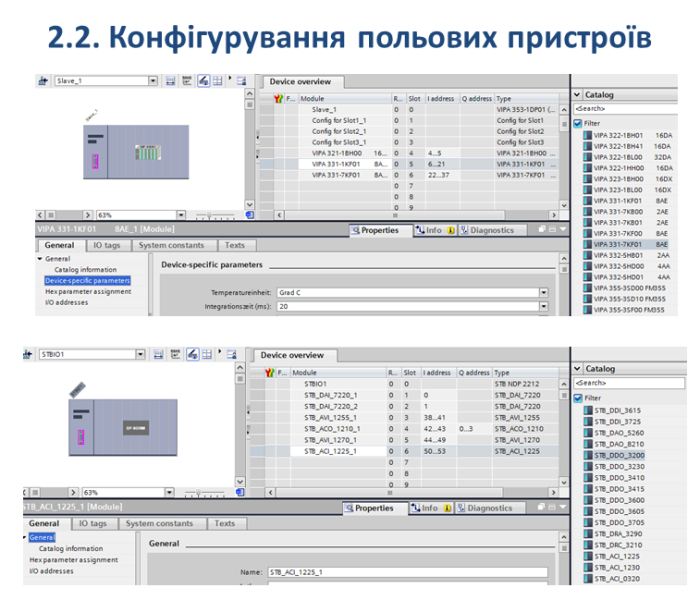 2.2. Конфігурування польових пристроїв
Slave_1
Device overview
F... Module R... Slot I address Q address Type
Slave_1 0 0 VIPA 353-1DP01 (...
Config for Slot1_1 0 1 Config for Slot1
Config for Slot2_1 0 2 Config for Slot2
Config for Slot3_1 0 3 Config for Slot3
VIPA 321-1BH00 16... 0 4 4...5 VIPA 321-1BH00 ...
VIPA 331-1KF01 8A... 0 5 6...21 VIPA 331-1KF01 ...
VIPA 331-7KF01 8A... 0 6 22...37 VIPA 331-7KF01 ...
0 7
0 8
0 9
63%
Catalog
<Search>
Filter
VIPA 322-1BH01 16DA
VIPA 322-1BH41 16DA
VIPA 322-1BL00 32DA
VIPA 322-1HH00 16DA
VIPA 323-1BH00 16DX
VIPA 323-1BL00 16DX
VIPA 331-1KF01 8AE
VIPA 331-7KB00 2AE
VIPA 331-7KB01 2AE
VIPA 331-7KF00 8AE
VIPA 331-7KF01 8AE
VIPA 332-5HB01 2AA
VIPA 332-5HD00 4AA
VIPA 332-5HD01 4AA
VIPA 355-3SD00 FM355
VIPA 355-3SD10 FM355
VIPA 355-3SF00 FM355
VIPA 331-1KF01 8AE_1 [Module]
Properties Info Diagnostics
General IO tags System constants Texts
General
Catalog information
Device-specific parameters
Hex parameter assignment
I/O addresses
Device-specific parameters
Temperatureinheit: Grad C
Integrationszeit (ms): 20
STBIO1
Device overview
F... Module R... Slot I address Q address Type
STBIO1 0 0 STB NDP 2212
STB_DAI_7220_1 0 1 0 STB_DAI_7220
STB_DAI_7220_2 0 2 1 STB_DAI_7220
STB_AVI_1255_1 0 3 38...41 STB_AVI_1255
STB_ACO_1210_1 0 4 42...43 0...3 STB_ACO_1210
STB_AVI_1270_1 0 5 44...49 STB_AVI_1270
STB_ACI_1225_1 0 6 50...53 STB_ACI_1225
0 7
0 8
0 9
63%
Catalog
<Search>
Filter
STB_DDI_3615
STB_DDI_3725
STB_DAO_5260
STB_DAO_8210
STB_DDO_3200
STB_DDO_3230
STB_DDO_3410
STB_DDO_3415
STB_DDO_3600
STB_DDO_3605
STB_DDO_3705
STB_DRA_3290
STB_DRC_3210
STB_ACI_1225
STB_ACI_1230
STB_ACI_0320
STB_ACI_1225_1 [Module]
Properties Info Diagnostics
General IO tags System constants Texts
General
Catalog information
Hex parameter assignment
I/O addresses
General
Name: STB_ACI_1225_1